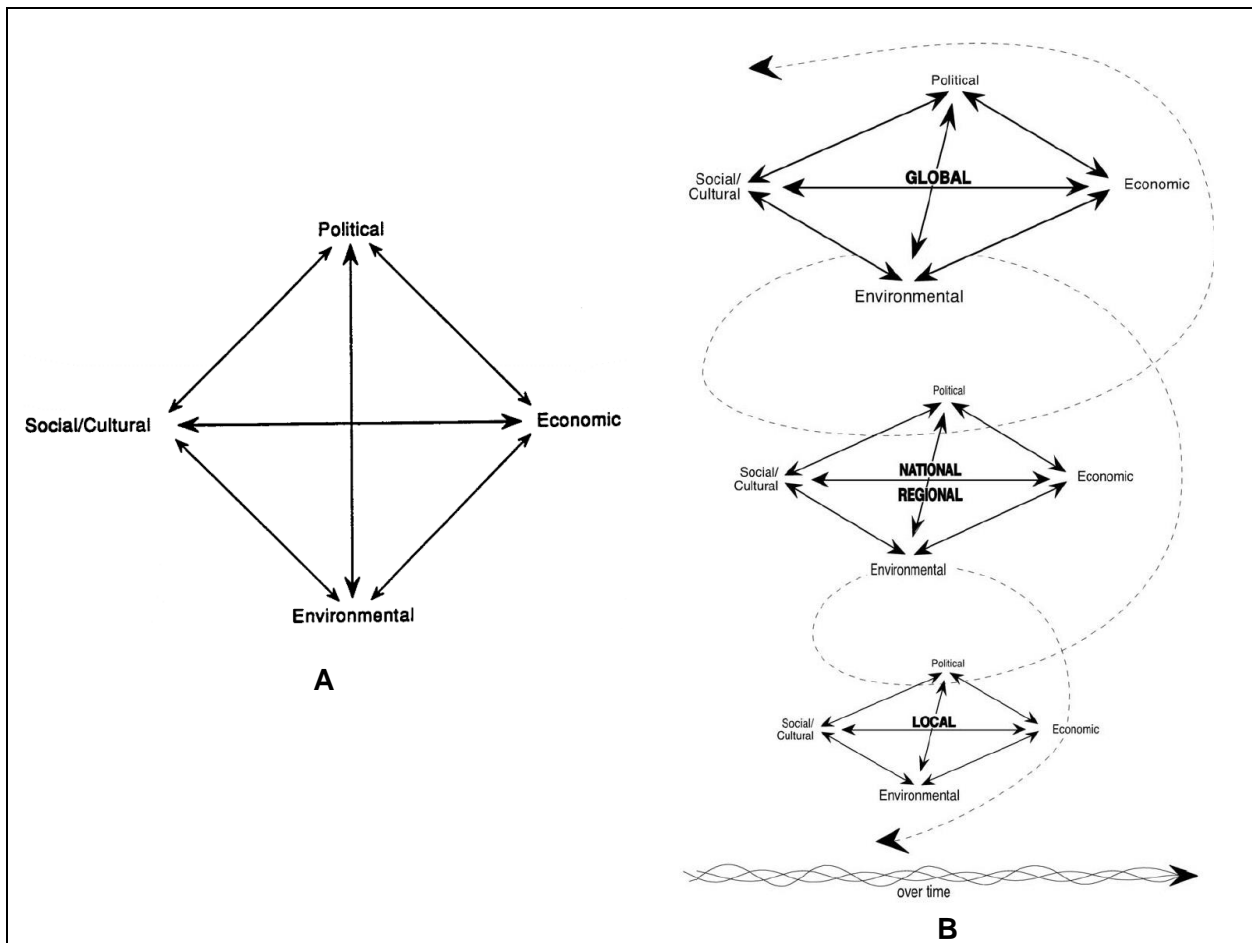 Political
Social/Cultural
Economic
Environmental
A
Political
Social/
Cultural
GLOBAL
Economic
Environmental
Political
Social/
Cultural
NATIONAL
REGIONAL
Economic
Environmental
Political
Social/
Cultural
LOCAL
Economic
Environmental
over time
B